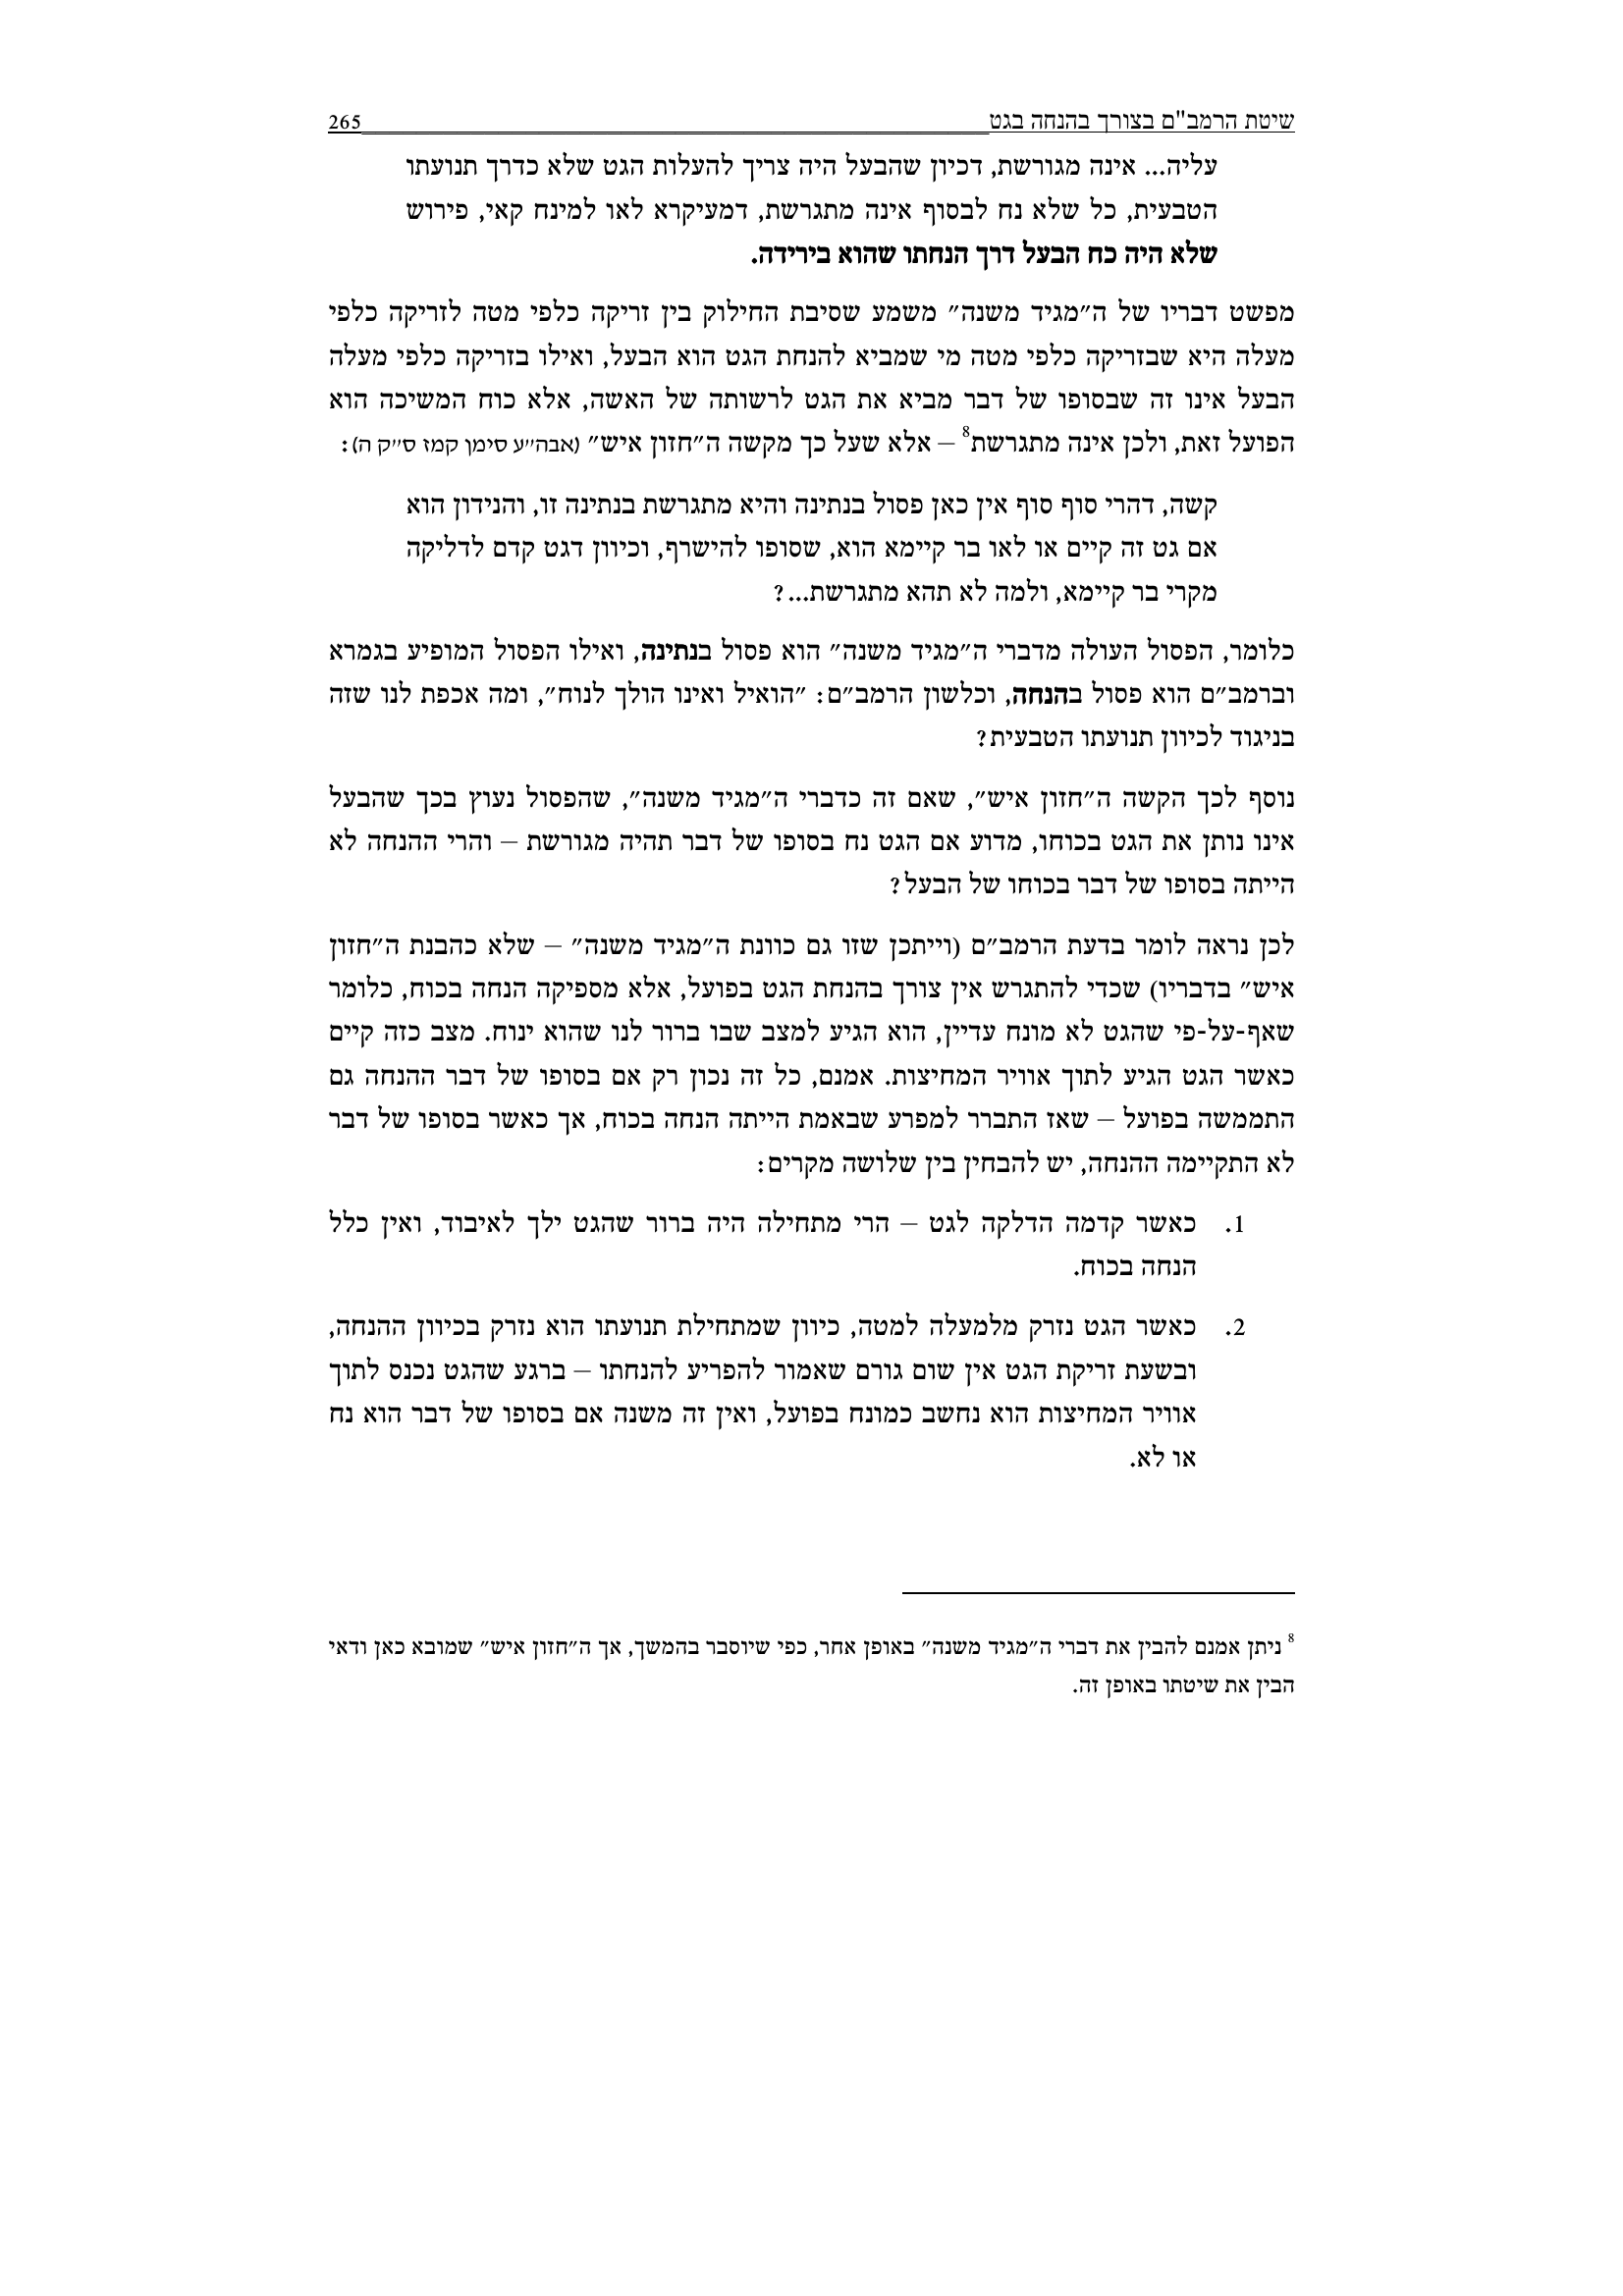 שיטת הרמב"ם בצורך בהנחה בגט 265
עליה... אינה מגורשת, דכיון שהבעל היה צריך להעלות הגט שלא כדרך תנועתו
הטבעית, כל שלא נח לבסוף אינה מתגרשת, דמעיקרא לאו למינח קאי, פירוש
שלא היה כח הבעל דרך הנחתו שהוא בירידה.
מפשט דבריו של ה״מגיד משנה״ משמע שסיבת החילוק בין זריקה כלפי מטה לזריקה כלפי
מעלה היא שבזריקה כלפי מטה מי שמביא להנחת הגט הוא הבעל, ואילו בזריקה כלפי מעלה
הבעל אינו זה שבסופו של דבר מביא את הגט לרשותה של האשה, אלא כוח המשיכה הוא
הפועל זאת, ולכן אינה מתגרשת8 – אלא שעל כך מקשה ה״חזון איש״ (אבה״ע סימן קמז ס״ק ה):
קשה, דהרי סוף סוף אין כאן פסול בנתינה והיא מתגרשת בנתינה זו, והנידון הוא
אם גט זה קיים או לאו בר קיימא הוא, שסופו להישרף, וכיוון דגט קדם לדליקה
מקרי בר קיימא, ולמה לא תהא מתגרשת...?
כלומר, הפסול העולה מדברי ה״מגיד משנה״ הוא פסול בנתינה, ואילו הפסול המופיע בגמרא
וברמב״ם הוא פסול בהנחה, וכלשון הרמב״ם: ״הואיל ואינו הולך לנוח״, ומה אכפת לנו שזה
בניגוד לכיוון תנועתו הטבעית?
נוסף לכך הקשה ה״חזון איש״, שאם זה כדברי ה״מגיד משנה״, שהפסול נעוץ בכך שהבעל
אינו נותן את הגט בכוחו, מדוע אם הגט נח בסופו של דבר תהיה מגורשת – והרי ההנחה לא
הייתה בסופו של דבר בכוחו של הבעל?
לכן נראה לומר בדעת הרמב״ם (וייתכן שזו גם כוונת ה״מגיד משנה״ – שלא כהבנת ה״חזון
איש״ בדבריו) שכדי להתגרש אין צורך בהנחת הגט בפועל, אלא מספיקה הנחה בכוח, כלומר
שאף-על-פי שהגט לא מונח עדיין, הוא הגיע למצב שבו ברור לנו שהוא ינוח. מצב כזה קיים
כאשר הגט הגיע לתוך אוויר המחיצות. אמנם, כל זה נכון רק אם בסופו של דבר ההנחה גם
התממשה בפועל – שאז התברר למפרע שבאמת הייתה הנחה בכוח, אך כאשר בסופו של דבר
לא התקיימה ההנחה, יש להבחין בין שלושה מקרים:
1. כאשר קדמה הדלקה לגט – הרי מתחילה היה ברור שהגט ילך לאיבוד, ואין כלל
הנחה בכוח.
2. כאשר הגט נזרק מלמעלה למטה, כיוון שמתחילת תנועתו הוא נזרק בכיוון ההנחה,
ובשעת זריקת הגט אין שום גורם שאמור להפריע להנחתו – ברגע שהגט נכנס לתוך
אוויר המחיצות הוא נחשב כמונח בפועל, ואין זה משנה אם בסופו של דבר הוא נח
או לא.
8 ניתן אמנם להבין את דברי ה״מגיד משנה״ באופן אחר, כפי שיוסבר בהמשך, אך ה״חזון איש״ שמובא כאן ודאי
הבין את שיטתו באופן זה.